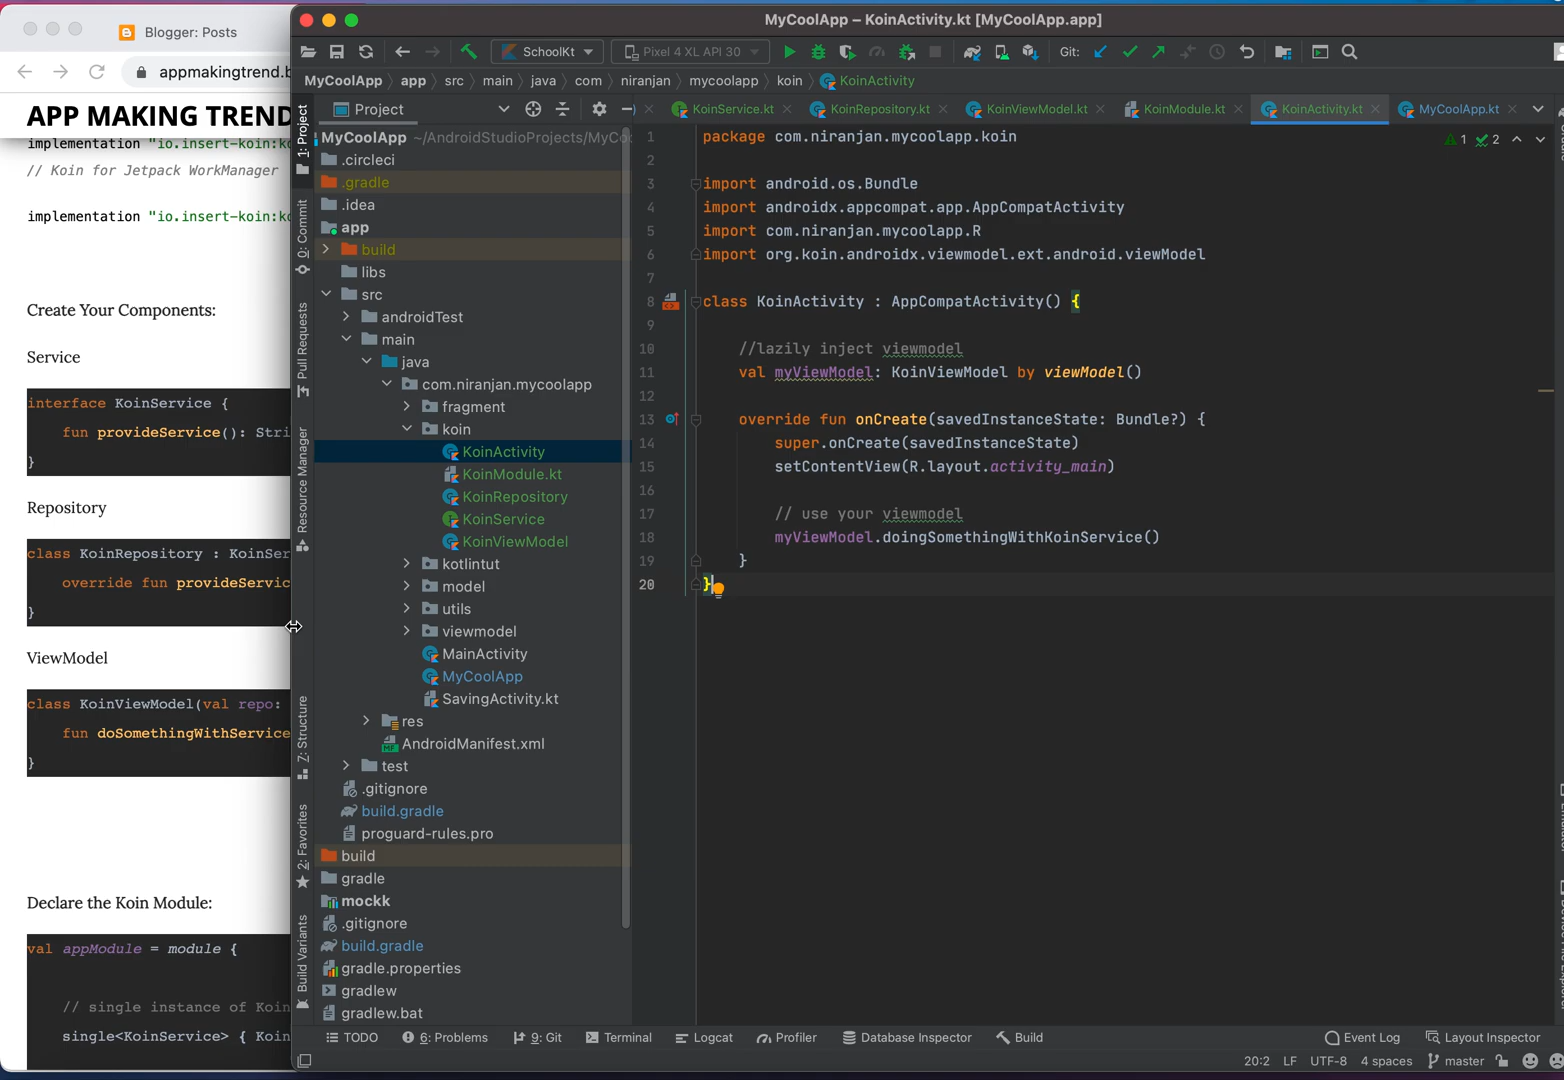 Blogger: Posts
appmakingtrend.b
APP MAKING TREND
implementation "io.insert-koin:ko
// Koin for Jetpack WorkManager
implementation "io.insert-koin:ko
Create Your Components:
Service
interface KoinService {
fun provideService(): Stri
}
Repository
class KoinRepository : KoinSer
override fun provideServic
}
ViewModel
class KoinViewModel(val repo:
fun doSomethingWithService
}
Declare the Koin Module:
val appModule = module {
// single instance of Koin
single<KoinService> { Koin
MyCoolApp – KoinActivity.kt [MyCoolApp.app]
SchoolKt
Pixel 4 XL API 30
Git:
MyCoolApp
app
src
main
java
com
niranjan
mycoolapp
koin
KoinActivity
Project
KoinService.kt
KoinRepository.kt
KoinViewModel.kt
KoinModule.kt
KoinActivity.kt
MyCoolApp.kt
1: Project
0: Commit
Pull Requests
Resource Manager
7: Structure
2: Favorites
Build Variants
MyCoolApp ~/AndroidStudioProjects/MyCo
.circleci
.gradle
.idea
app
build
libs
src
androidTest
main
java
com.niranjan.mycoolapp
fragment
koin
KoinActivity
KoinModule.kt
KoinRepository
KoinService
KoinViewModel
kotlintut
model
utils
viewmodel
MainActivity
MyCoolApp
SavingActivity.kt
res
AndroidManifest.xml
test
.gitignore
build.gradle
proguard-rules.pro
build
gradle
mockk
.gitignore
build.gradle
gradle.properties
gradlew
gradlew.bat
1 2
1 package com.niranjan.mycoolapp.koin
2
3 import android.os.Bundle
4 import androidx.appcompat.app.AppCompatActivity
5 import com.niranjan.mycoolapp.R
6 import org.koin.androidx.viewmodel.ext.android.viewModel
7
8 class KoinActivity : AppCompatActivity() {
9
10 //lazily inject viewmodel
11 val myViewModel: KoinViewModel by viewModel()
12
13 override fun onCreate(savedInstanceState: Bundle?) {
14 super.onCreate(savedInstanceState)
15 setContentView(R.layout.activity_main)
16
17 // use your viewmodel
18 myViewModel.doingSomethingWithKoinService()
19 }
20 }
TODO
6: Problems
9: Git
Terminal
Logcat
Profiler
Database Inspector
Build
Event Log
Layout Inspector
20:2 LF UTF-8 4 spaces master